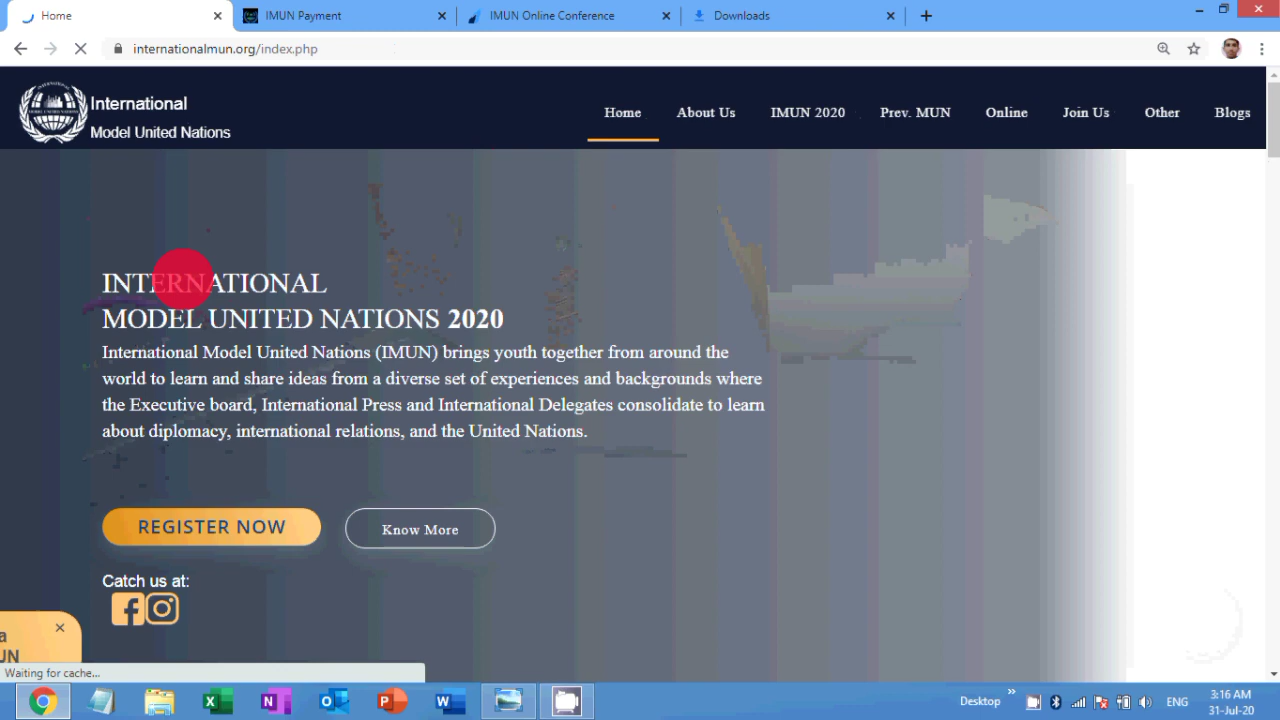 Home
IMUN Payment
IMUN Online Conference
Downloads
internationalmun.org/index.php
International
Model United Nations
Home
About Us
IMUN 2020
Prev. MUN
Online
Join Us
Other
Blogs
INTERNATIONAL
MODEL UNITED NATIONS 2020
International Model United Nations (IMUN) brings youth together from around the
world to learn and share ideas from a diverse set of experiences and backgrounds where
the Executive board, International Press and International Delegates consolidate to learn
about diplomacy, international relations, and the United Nations.
REGISTER NOW
Know More
Catch us at:
a
UN
Waiting for cache...
Desktop
ENG
3:16 AM
31-Jul-20